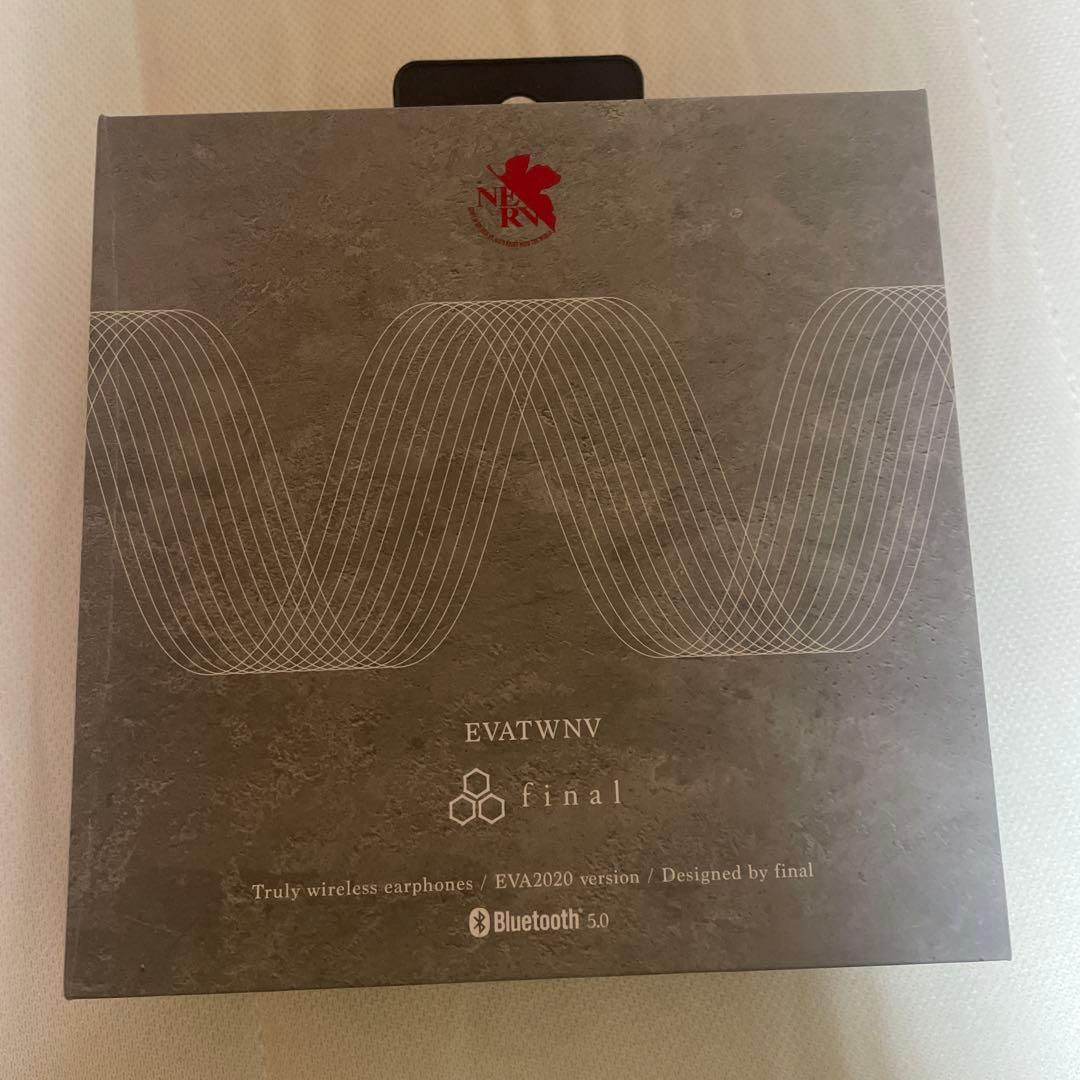 NERV
EVATWNV
final
Truly wireless earphones / EVA2020 version / Designed by final
Bluetooth® 5.0